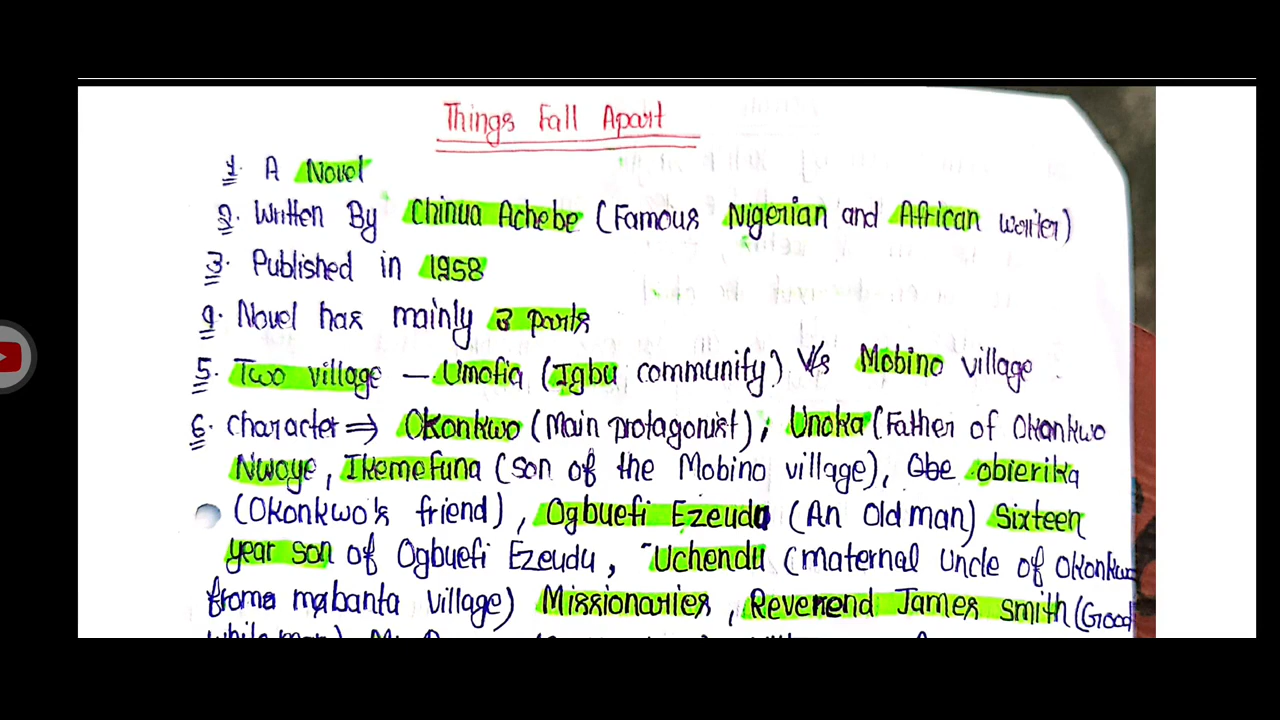 Things Fall Apart
1. A Novel
2. Written By Chinua Achebe (Famous Nigerian and African writer)
3. Published in 1958
4. Novel has mainly 3 parts
5. Two village – Umofia (Igbu community) V/s Mobino village
6. character ⇒ Okonkwo (Main protagonist); Unoka (Father of Okonkwo
Nwoye, Ikemefuna (son of the Mobino village), Obe obierika
(Okonkwo's friend), Ogbuefi Ezeudu (An Old man) Sixteen
year son of Ogbuefi Ezeudu, Uchendu (maternal Uncle of Okonkwo
from mabanta village) Missionaries, Reverend James smith (Good